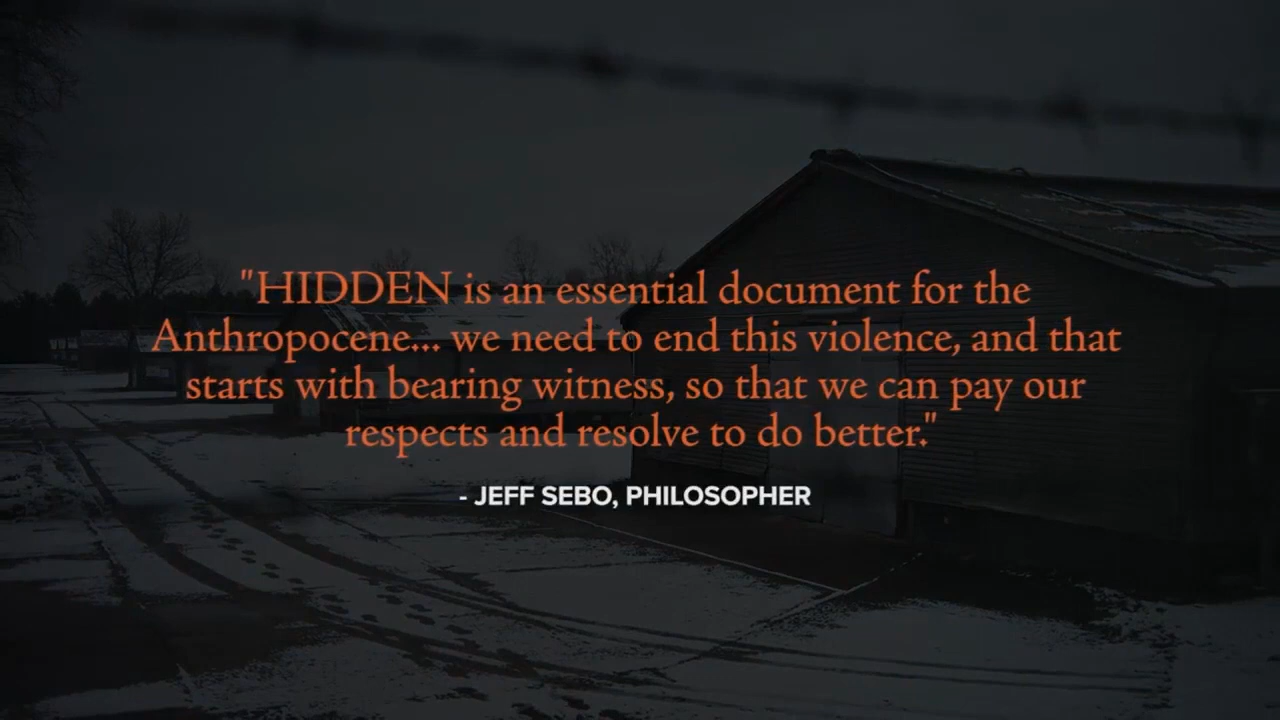 "HIDDEN is an essential document for the
Anthropocene... we need to end this violence, and that
starts with bearing witness, so that we can pay our
respects and resolve to do better."
- JEFF SEBO, PHILOSOPHER